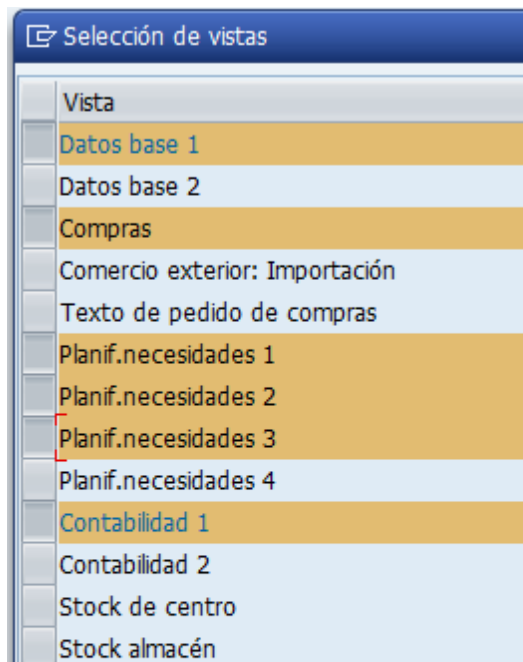 Selección de vistas
Vista
Datos base 1
Datos base 2
Compras
Comercio exterior: Importación
Texto de pedido de compras
Planif.necesidades 1
Planif.necesidades 2
Planif.necesidades 3
Planif.necesidades 4
Contabilidad 1
Contabilidad 2
Stock de centro
Stock almacén